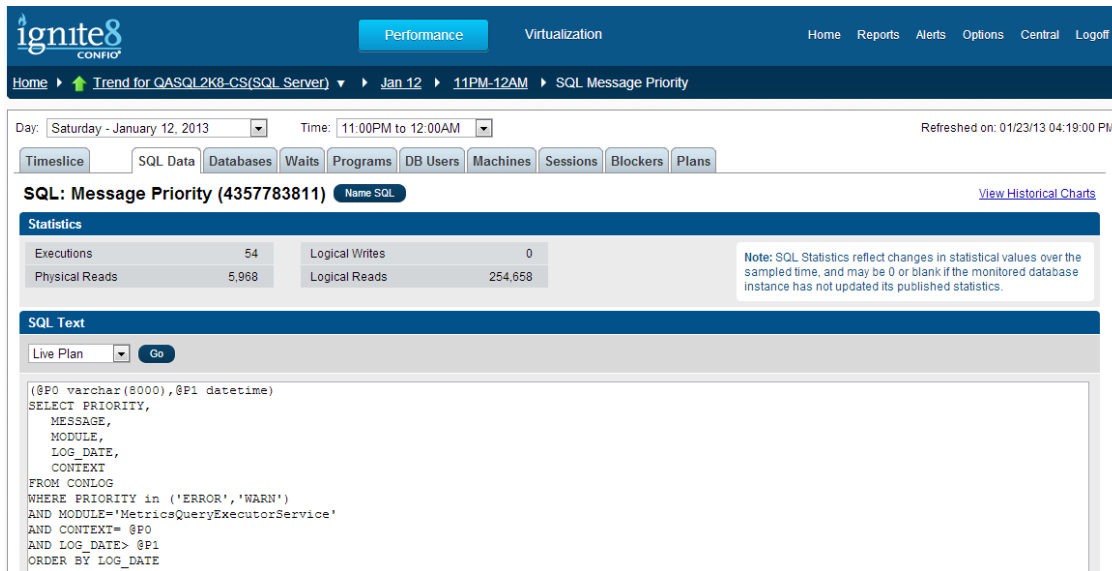 ignite8
CONFIO
Performance Virtualization Home Reports Alerts Options Central Logoff
Home Trend for QASQL2K8-CS(SQL Server) Jan 12 11PM-12AM SQL Message Priority
Day: Saturday - January 12, 2013 Time: 11:00PM to 12:00AM Refreshed on: 01/23/13 04:19:00 PM
Timeslice SQL Data Databases Waits Programs DB Users Machines Sessions Blockers Plans
SQL: Message Priority (4357783811) Name SQL View Historical Charts
Statistics
Executions 54 Logical Writes 0
Physical Reads 5,968 Logical Reads 254,658
Note: SQL Statistics reflect changes in statistical values over the
sampled time, and may be 0 or blank if the monitored database
instance has not updated its published statistics.
SQL Text
Live Plan Go
(@P0 varchar(8000),@P1 datetime)
SELECT PRIORITY,
MESSAGE,
MODULE,
LOG_DATE,
CONTEXT
FROM CONLOG
WHERE PRIORITY in ('ERROR','WARN')
AND MODULE='MetricsQueryExecutorService'
AND CONTEXT= @P0
AND LOG_DATE> @P1
ORDER BY LOG_DATE